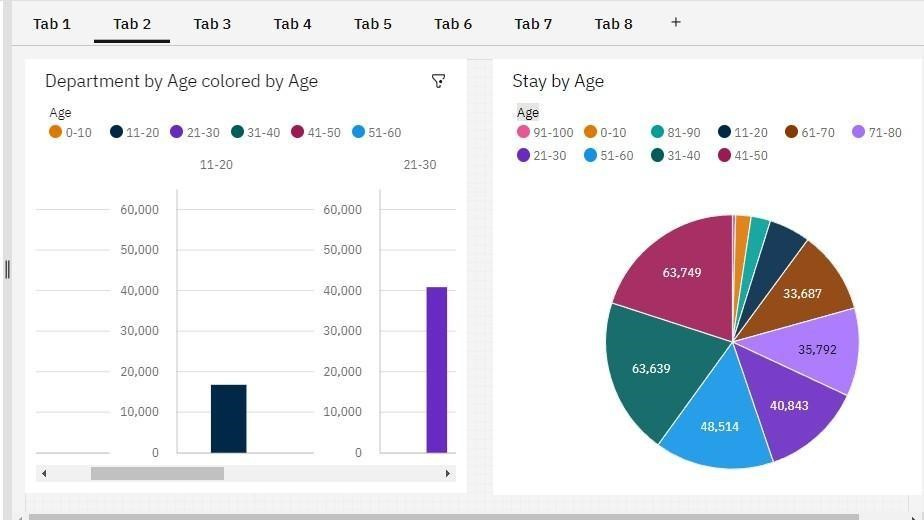 Tab 1 Tab 2 Tab 3 Tab 4 Tab 5 Tab 6 Tab 7 Tab 8 +
Department by Age colored by Age
Age
0-10 11-20 21-30 31-40 41-50 51-60
11-20 21-30
60,000 60,000
50,000 50,000
40,000 40,000
30,000 30,000
20,000 20,000
10,000 10,000
0 0
Stay by Age
Age
91-100 0-10 81-90 11-20 61-70 71-80
21-30 51-60 31-40 41-50
63,749
33,687
35,792
63,639
40,843
48,514